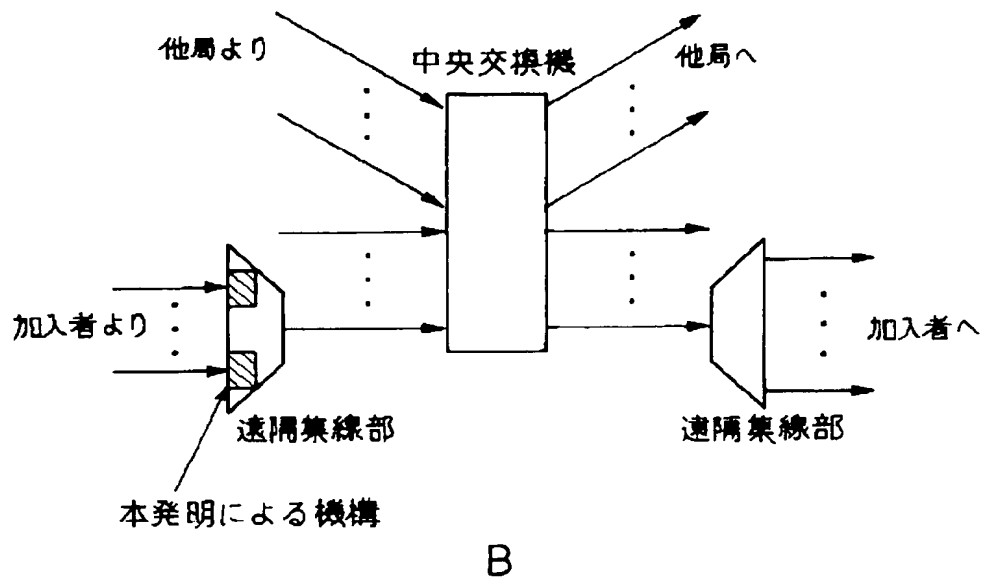 他局より
中央交換機
他局へ
加入者より
加入者へ
遠隔集線部
遠隔集線部
本発明による機構
B